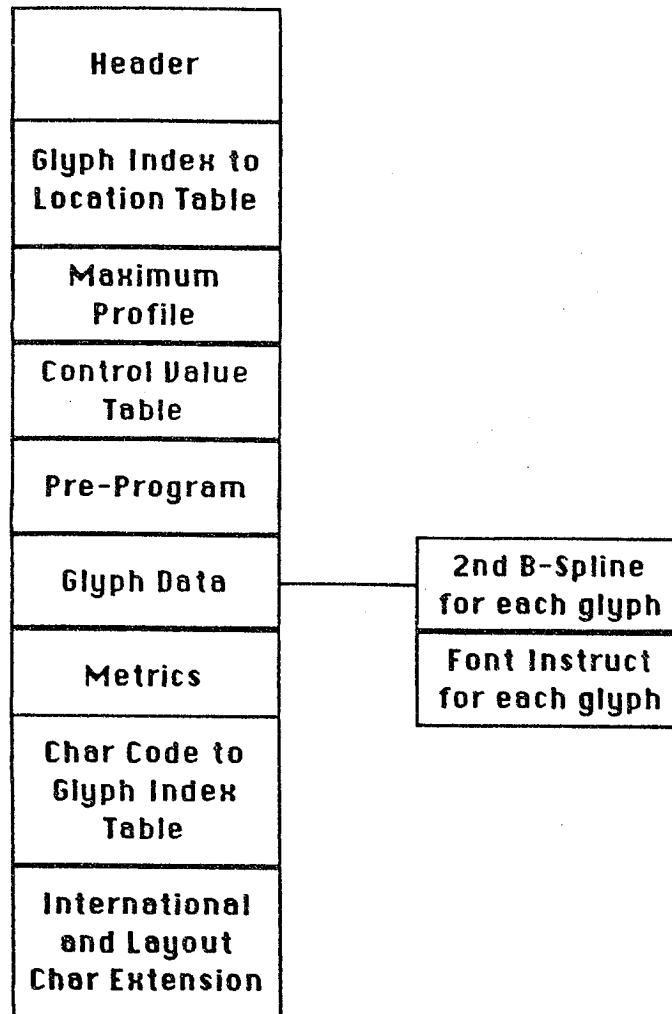 Header
Glyph Index to
Location Table
Maximum
Profile
Control Value
Table
Pre-Program
Glyph Data
2nd B-Spline
for each glyph
Font Instruct
for each glyph
Metrics
Char Code to
Glyph Index
Table
International
and Layout
Char Extension